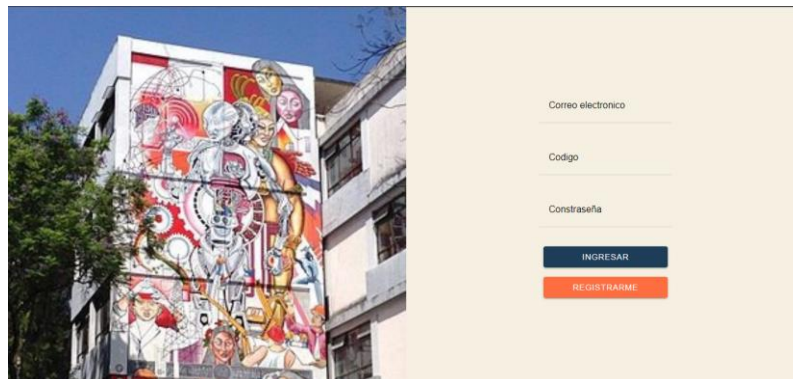 Correo electronico
Codigo
Constraseña
INGRESAR
REGISTRARME